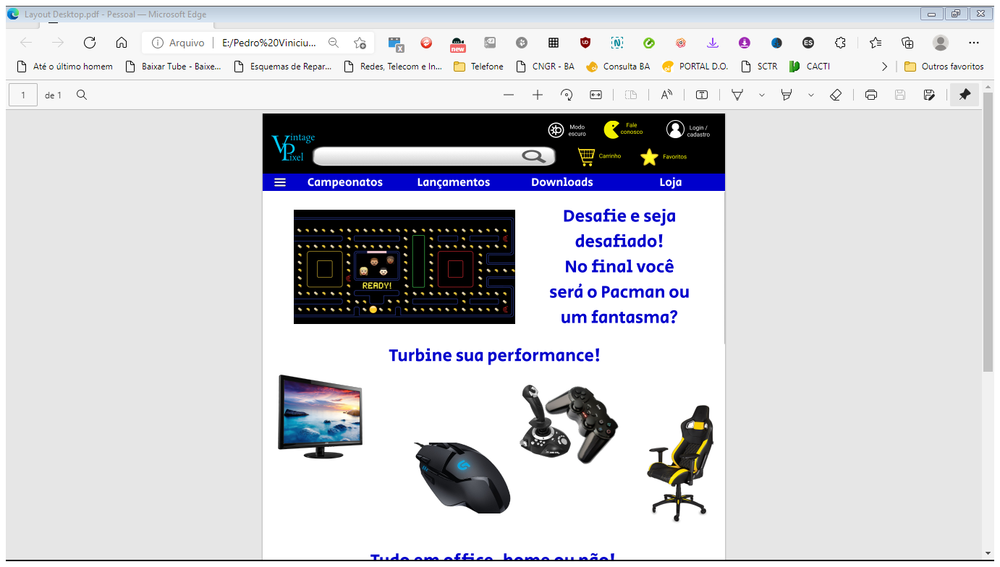 Layout Desktop.pdf - Pessoal — Microsoft Edge
Arquivo E:/Pedro%20Viniciu...
new
UD
N
ES
Até o último homem
Baixar Tube - Baixe...
Esquemas de Repar...
Redes, Telecom e In...
Telefone
CNGR - BA
Consulta BA
PORTAL D.O.
SCTR
CACTI
Outros favoritos
1 de 1
Modo
escuro
Fale
conosco
Login /
cadastro
Vintage
Pixel
Carrinho
Favoritos
Campeonatos
Lançamentos
Downloads
Loja
READY!
Desafie e seja
desafiado!
No final você
será o Pacman ou
um fantasma?
Turbine sua performance!
Tudo em office, home ou não!